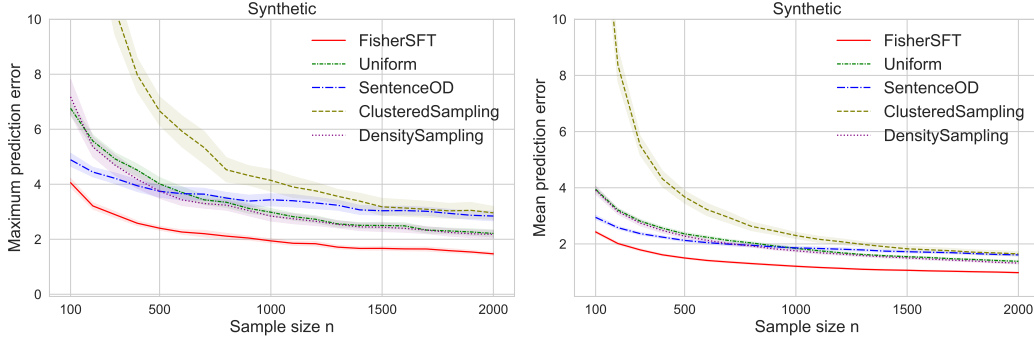 Synthetic
Maximum prediction error
10
8
6
4
2
0
100
500
1000
1500
2000
Sample size n
FisherSFT
Uniform
SentenceOD
ClusteredSampling
DensitySampling
Synthetic
Mean prediction error
10
8
6
4
2
100
500
1000
1500
2000
Sample size n
FisherSFT
Uniform
SentenceOD
ClusteredSampling
DensitySampling